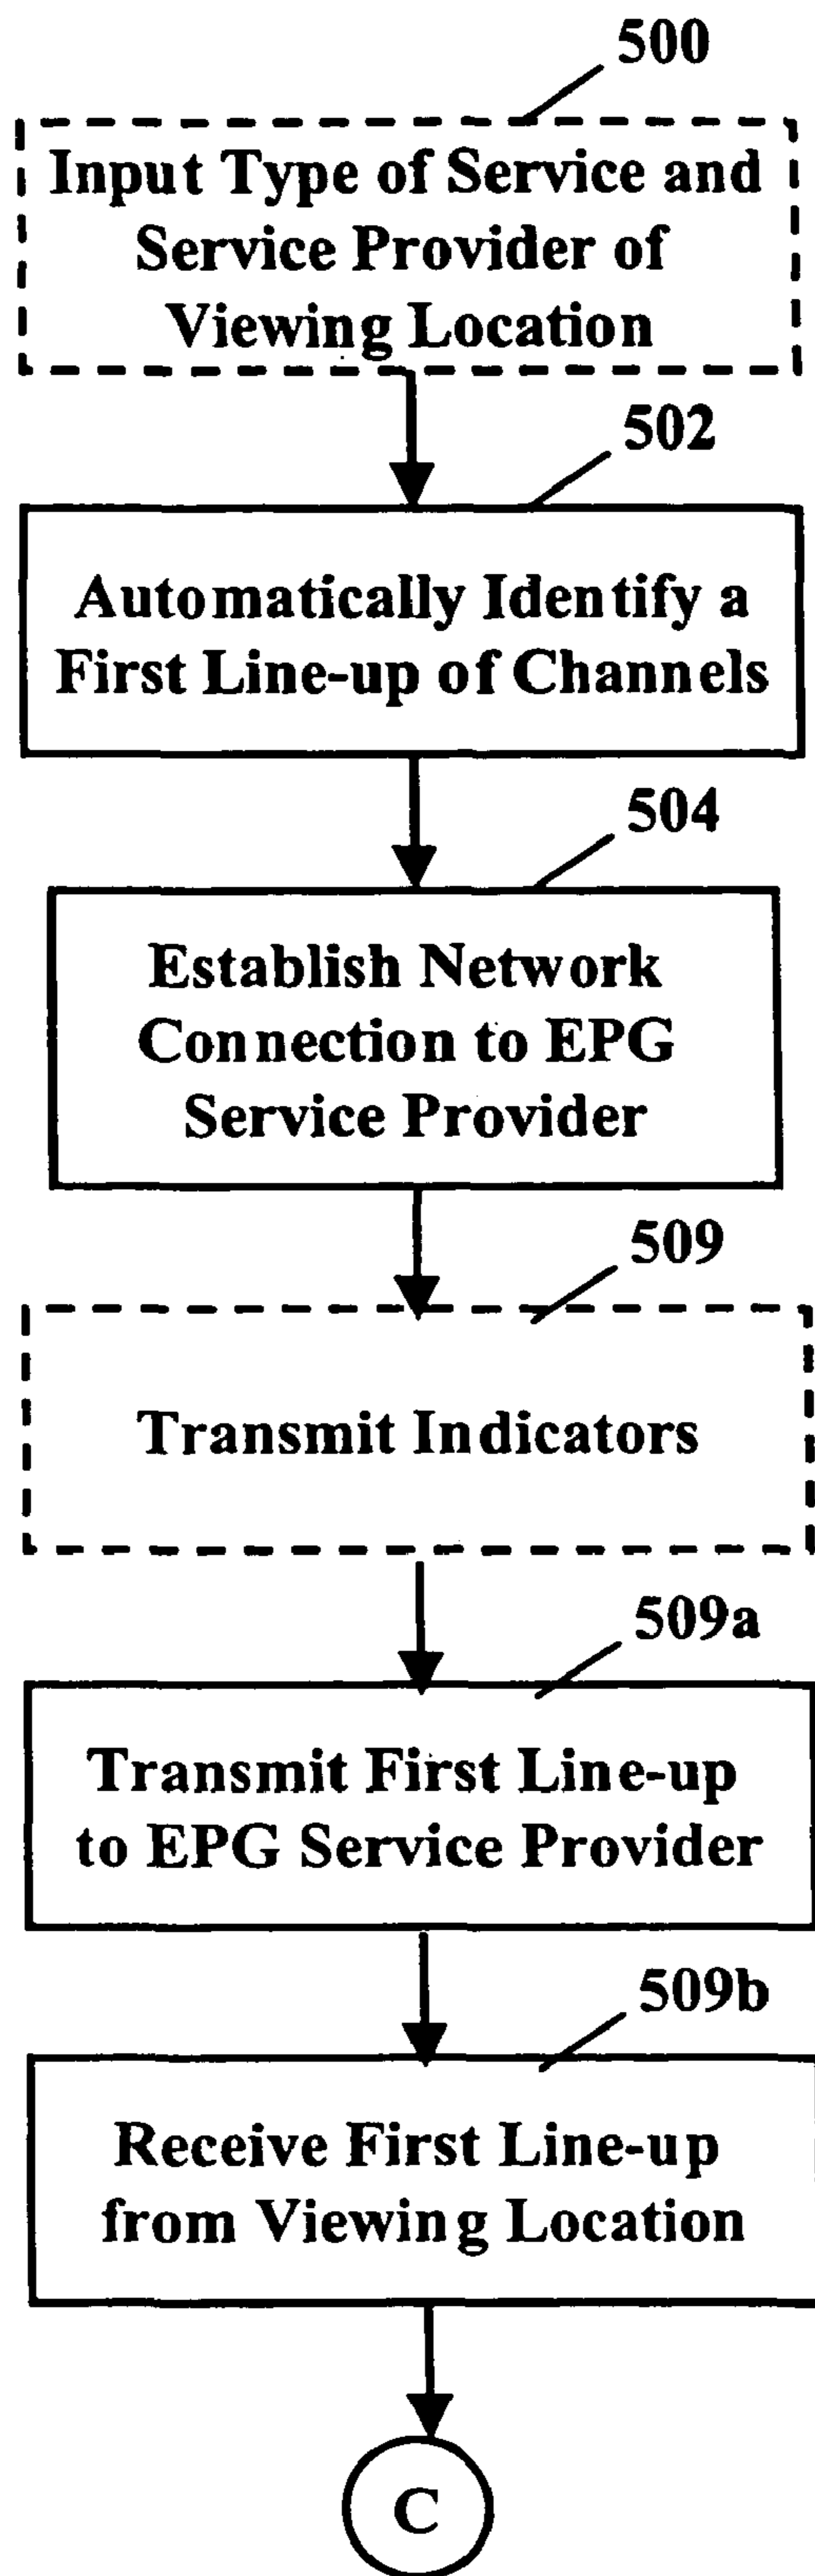 500
Input Type of Service and
Service Provider of
Viewing Location
502
Automatically Identify a
First Line-up of Channels
504
Establish Network
Connection to EPG
Service Provider
509
Transmit Indicators
509a
Transmit First Line-up
to EPG Service Provider
509b
Receive First Line-up
from Viewing Location
C